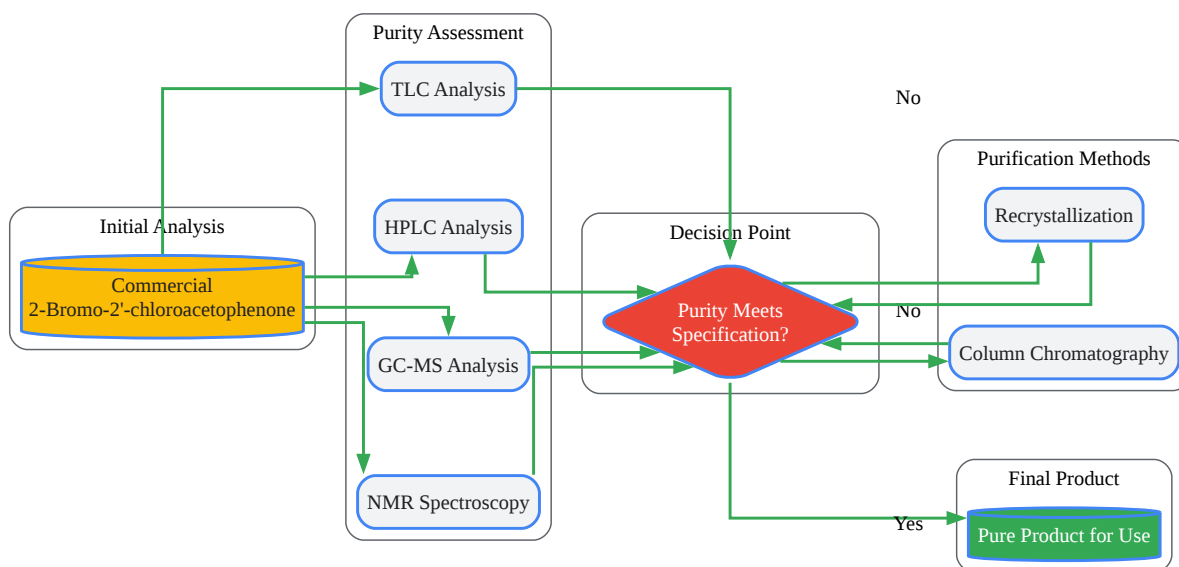 Purity Assessment
TLC Analysis
HPLC Analysis
GC-MS Analysis
NMR Spectroscopy
Initial Analysis
Commercial
2-Bromo-2'-chloroacetophenone
Decision Point
Purity Meets
Specification?
No
No
Yes
Purification Methods
Recrystallization
Column Chromatography
Final Product
Pure Product for Use